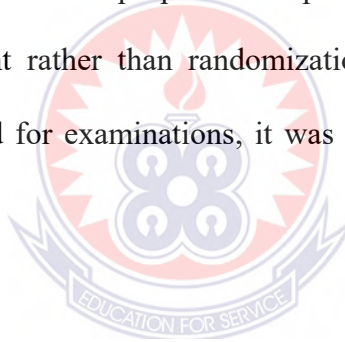 t rather than randomizatio
for examinations, it was
EDUCATION FOR SERVICE